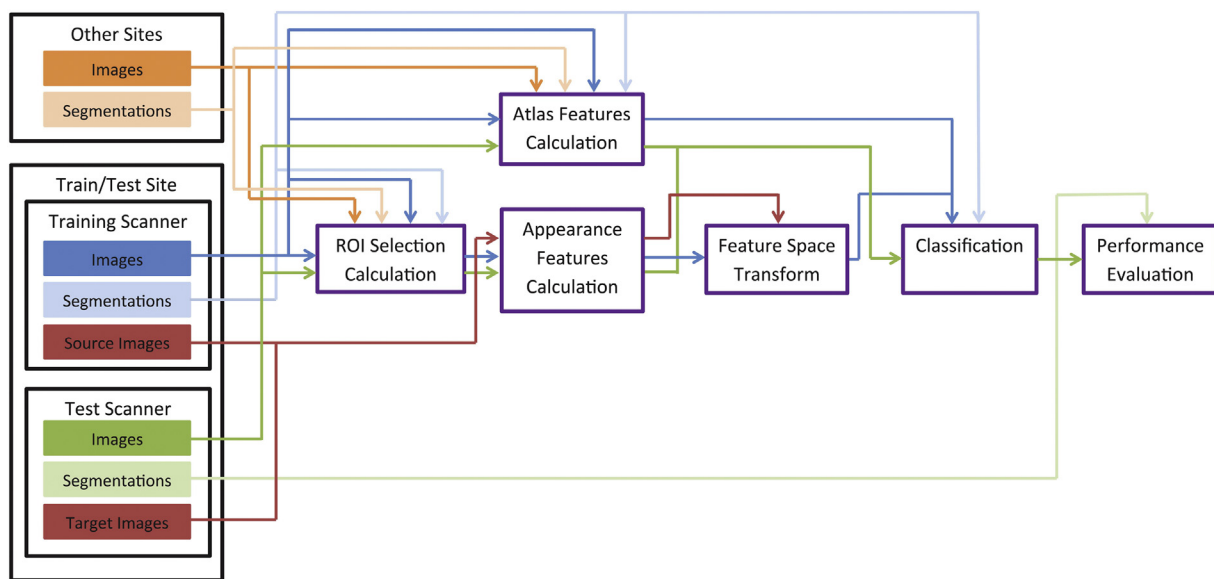 Other Sites
Images
Segmentations
Train/Test Site
Training Scanner
Images
Segmentations
Source Images
Test Scanner
Images
Segmentations
Target Images
Atlas Features
Calculation
ROI Selection
Calculation
Appearance
Features
Calculation
Feature Space
Transform
Classification
Performance
Evaluation